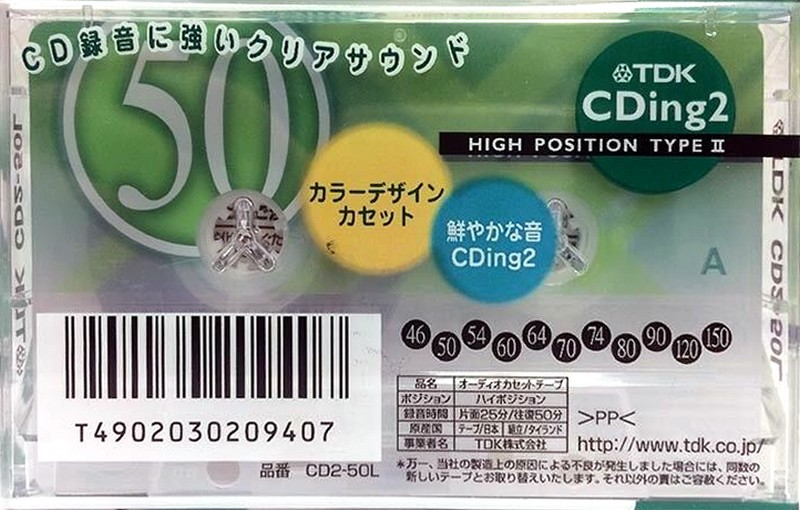 CD録音に強いクリアサウンド
50
TDK
CDing2
HIGH POSITION TYPE Ⅱ
カラーデザイン
カセット
鮮やかな音
CDing2
A
TDK CD2-50L
TDK CD2-50L
46 50 54 60 64 70 74 80 90 120 150
品名 オーディオカセットテープ
ポジション ハイポジション
録音時間 片面25分/往復50分
原産国 テープ/日本 組立/タイランド
事業者名 TDK株式会社
>PP<
http://www.tdk.co.jp/
T4902030209407
品番 CD2-50L
*万一、当社の製造上の原因による不良が発生しました場合には、同数の
新しいテープとお取り替えいたします。それ以外の責はご容赦ください。